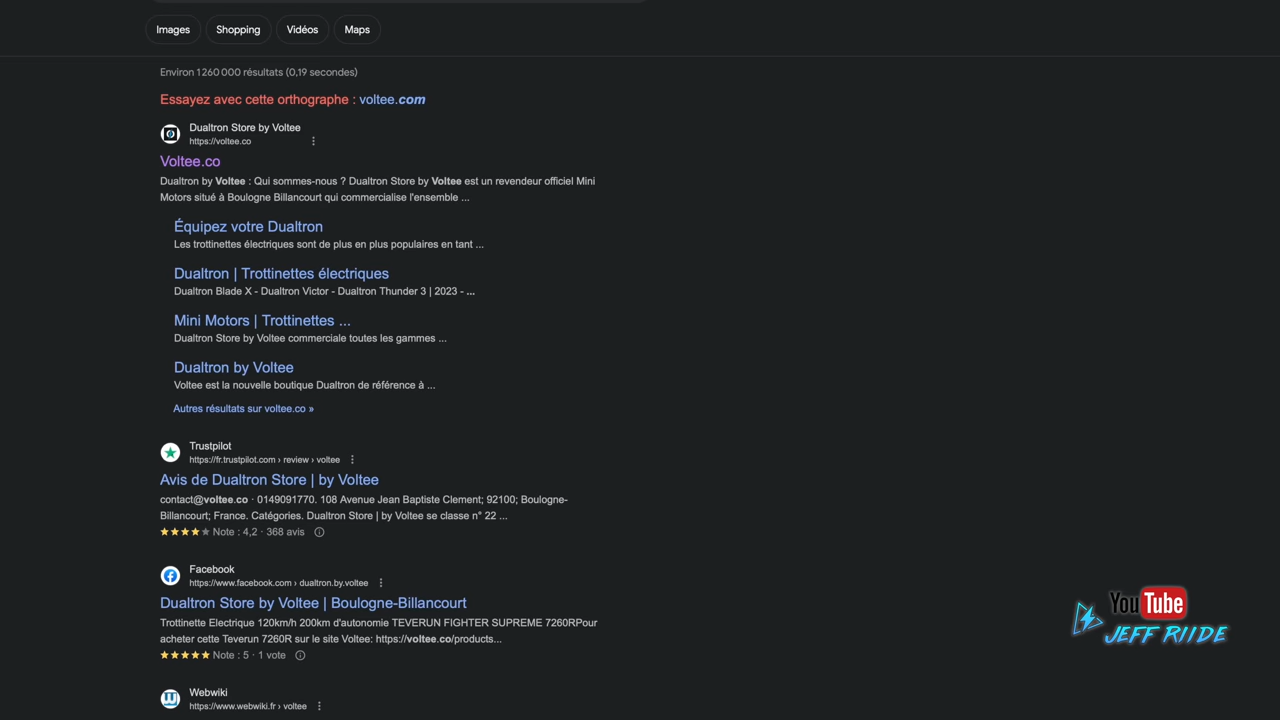 Images
Shopping
Vidéos
Maps
Environ 1 260 000 résultats (0,19 secondes)
Essayez avec cette orthographe : voltee.com
Dualtron Store by Voltee
https://voltee.co
Voltee.co
Dualtron by Voltee : Qui sommes-nous ? Dualtron Store by Voltee est un revendeur officiel Mini
Motors situé à Boulogne Billancourt qui commercialise l'ensemble ...
Équipez votre Dualtron
Les trottinettes électriques sont de plus en plus populaires en tant ...
Dualtron | Trottinettes électriques
Dualtron Blade X - Dualtron Victor - Dualtron Thunder 3 | 2023 - ...
Mini Motors | Trottinettes ...
Dualtron Store by Voltee commerciale toutes les gammes ...
Dualtron by Voltee
Voltee est la nouvelle boutique Dualtron de référence à ...
Autres résultats sur voltee.co »
Trustpilot
https://fr.trustpilot.com › review › voltee
Avis de Dualtron Store | by Voltee
contact@voltee.co · 0149091770. 108 Avenue Jean Baptiste Clement; 92100; Boulogne-
Billancourt; France. Catégories. Dualtron Store | by Voltee se classe n° 22 ...
Note : 4,2 · 368 avis
Facebook
https://www.facebook.com › dualtron.by.voltee
Dualtron Store by Voltee | Boulogne-Billancourt
Trottinette Electrique 120km/h 200km d'autonomie TEVERUN FIGHTER SUPREME 7260RPour
acheter cette Teverun 7260R sur le site Voltee: https://voltee.co/products...
Note : 5 · 1 vote
Webwiki
https://www.webwiki.fr › voltee
YouTube
JEFF RIIDE